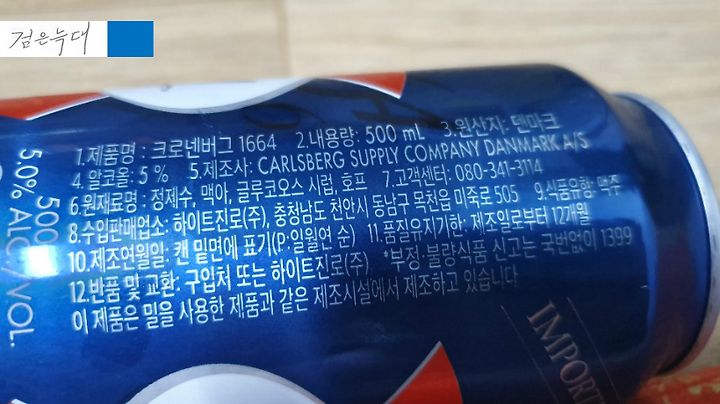 검은늑대
1.제품명 : 크로넨버그 1664 2.내용량: 500 mL 3.원산지: 덴마크
4.알코올: 5 % 5.제조사: CARLSBERG SUPPLY COMPANY DANMARK A/S
6.원재료명 : 정제수, 맥아, 글루코오스 시럽, 호프 7.고객센터: 080-341-3114
8.수입판매업소: 하이트진로(주), 충청남도 천안시 동남구 목천읍 미죽로 505 9.식품유형: 맥주
10.제조연월일: 캔 밑면에 표기(P:일월연 순) 11.품질유지기한: 제조일로부터 12개월
12.반품 및 교환: 구입처 또는 하이트진로(주) *부정·불량식품 신고는 국번없이 1399
이 제품은 밀을 사용한 제품과 같은 제조시설에서 제조하고 있습니다
500
5.0% ALC/VOL.
IMPORT